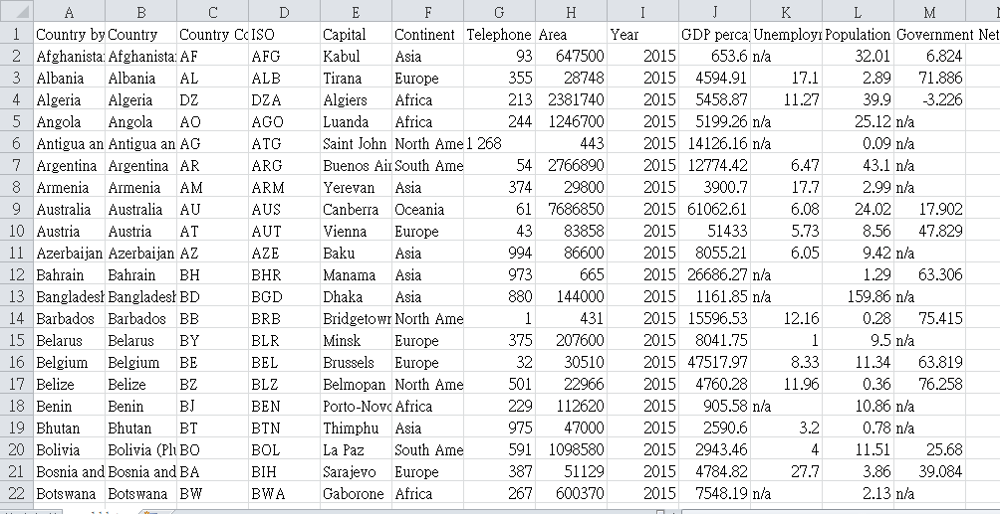 A B C D E F G H I J K L M
1 Country by Country Country Co ISO Capital Continent Telephone Area Year GDP perca Unemploym Population Government Net
2 Afghanista Afghanista AF AFG Kabul Asia 93 647500 2015 653.6 n/a 32.01 6.824
3 Albania Albania AL ALB Tirana Europe 355 28748 2015 4594.91 17.1 2.89 71.886
4 Algeria Algeria DZ DZA Algiers Africa 213 2381740 2015 5458.87 11.27 39.9 -3.226
5 Angola Angola AO AGO Luanda Africa 244 1246700 2015 5199.26 n/a 25.12 n/a
6 Antigua an Antigua an AG ATG Saint John North Ame 1 268 443 2015 14126.16 n/a 0.09 n/a
7 Argentina Argentina AR ARG Buenos Air South Ame 54 2766890 2015 12774.42 6.47 43.1 n/a
8 Armenia Armenia AM ARM Yerevan Asia 374 29800 2015 3900.7 17.7 2.99 n/a
9 Australia Australia AU AUS Canberra Oceania 61 7686850 2015 61062.61 6.08 24.02 17.902
10 Austria Austria AT AUT Vienna Europe 43 83858 2015 51433 5.73 8.56 47.829
11 Azerbaijan Azerbaijan AZ AZE Baku Asia 994 86600 2015 8055.21 6.05 9.42 n/a
12 Bahrain Bahrain BH BHR Manama Asia 973 665 2015 26686.27 n/a 1.29 63.306
13 Bangladesh Bangladesh BD BGD Dhaka Asia 880 144000 2015 1161.85 n/a 159.86 n/a
14 Barbados Barbados BB BRB Bridgetown North Ame 1 431 2015 15596.53 12.16 0.28 75.415
15 Belarus Belarus BY BLR Minsk Europe 375 207600 2015 8041.75 1 9.5 n/a
16 Belgium Belgium BE BEL Brussels Europe 32 30510 2015 47517.97 8.33 11.34 63.819
17 Belize Belize BZ BLZ Belmopan North Ame 501 22966 2015 4760.28 11.96 0.36 76.258
18 Benin Benin BJ BEN Porto-Novo Africa 229 112620 2015 905.58 n/a 10.86 n/a
19 Bhutan Bhutan BT BTN Thimphu Asia 975 47000 2015 2590.6 3.2 0.78 n/a
20 Bolivia Bolivia (Plu BO BOL La Paz South Ame 591 1098580 2015 2943.46 4 11.51 25.68
21 Bosnia and Bosnia and BA BIH Sarajevo Europe 387 51129 2015 4784.82 27.7 3.86 39.084
22 Botswana Botswana BW BWA Gaborone Africa 267 600370 2015 7548.19 n/a 2.13 n/a